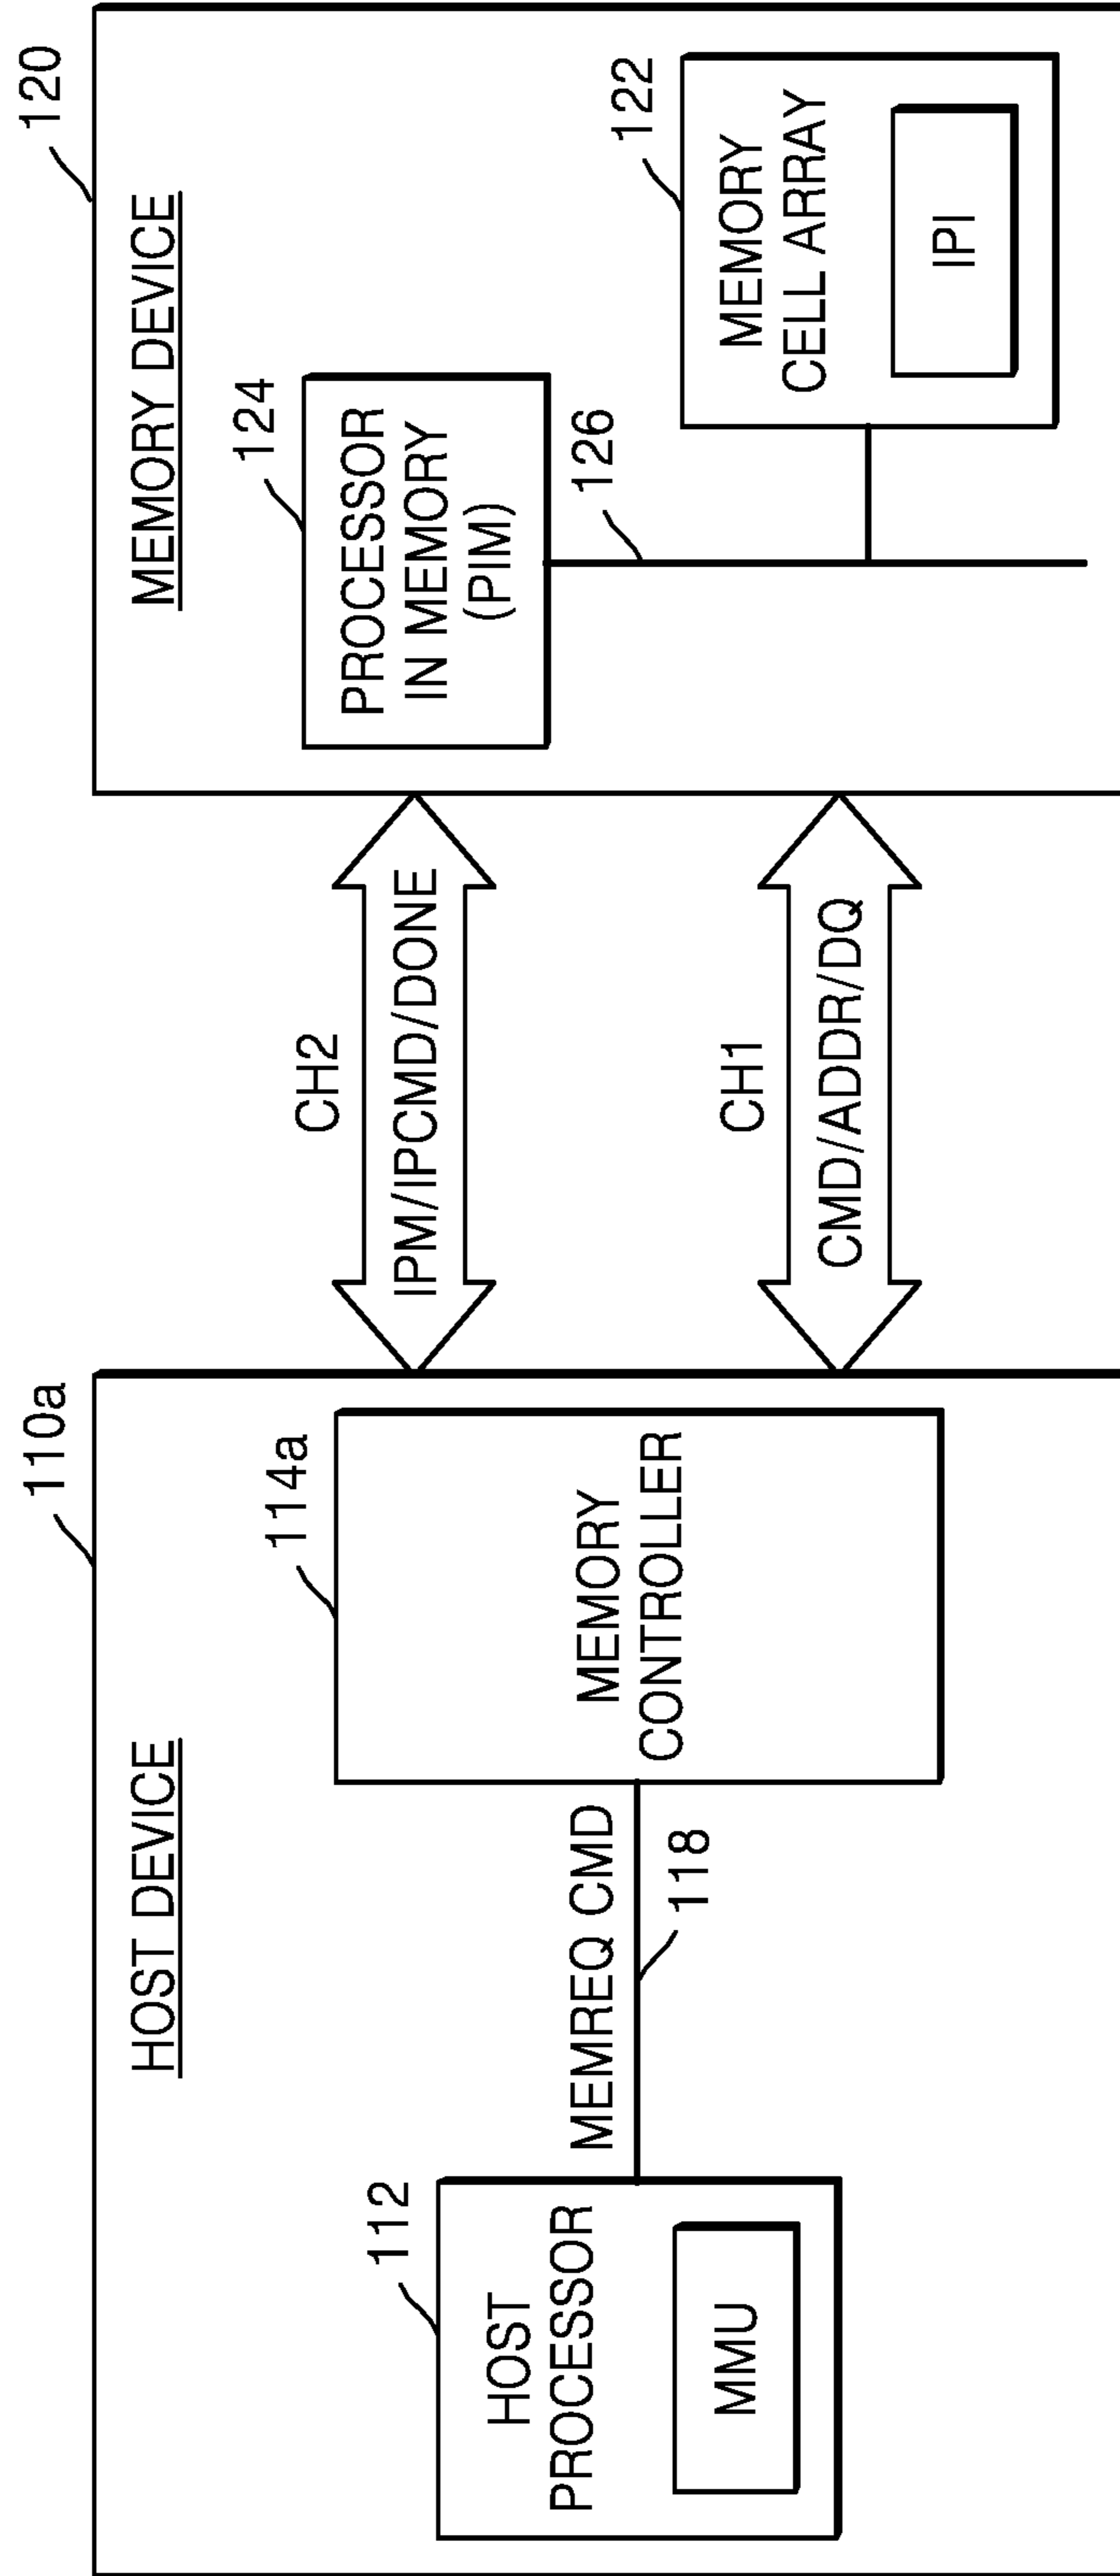 110a
HOST DEVICE
112
HOST
PROCESSOR
MMU
MEMREQ CMD
118
114a
MEMORY
CONTROLLER
CH2
IPM/IPCMD/DONE
CH1
CMD/ADDR/DQ
120
MEMORY DEVICE
124
PROCESSOR
IN MEMORY
(PIM)
126
122
MEMORY
CELL ARRAY
IPI